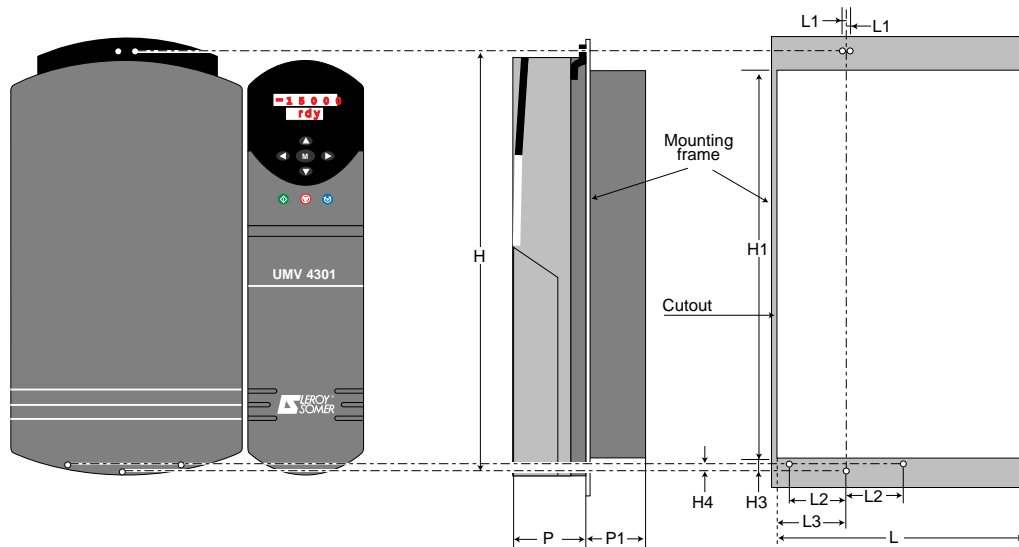 L1
L1
-15000
rdy
M
Mounting
frame
H
H1
UMV 4301
Cutout
LEROY®
SOMER
H4
H3
L2
L2
L3
P
P1
L